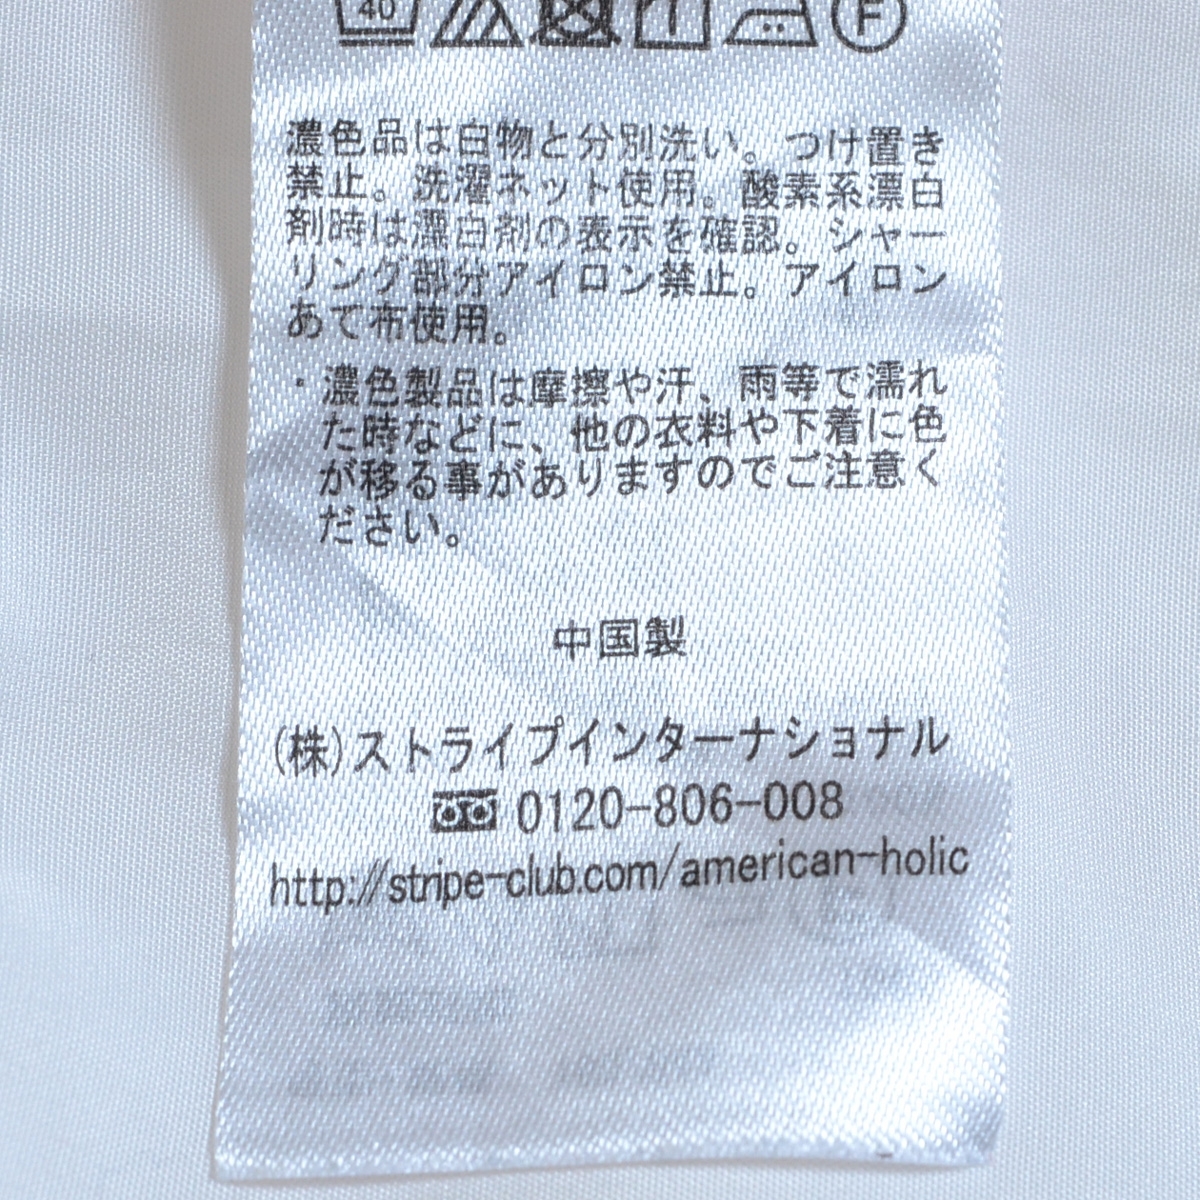 40
F
濃色品は白物と分別洗い。つけ置き
禁止。洗濯ネット使用。酸素系漂白
剤時は漂白剤の表示を確認。シャー
リング部分アイロン禁止。アイロン
あて布使用。
・濃色製品は摩擦や汗、雨等で濡れ
た時などに、他の衣料や下着に色
が移る事がありますのでご注意く
ださい。
中国製
(株)ストライプインターナショナル
0120-806-008
http://stripe-club.com/american-holic